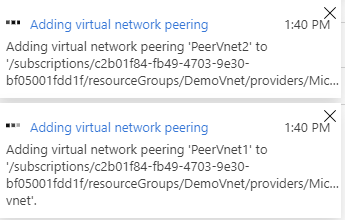 Adding virtual network peering 1:40 PM
Adding virtual network peering 'PeerVnet2' to
'/subscriptions/c2b01f84-fb49-4703-9e30-
bf05001fdd1f/resourceGroups/DemoVnet/providers/Mic...
Adding virtual network peering 1:40 PM
Adding virtual network peering 'PeerVnet1' to
'/subscriptions/c2b01f84-fb49-4703-9e30-
bf05001fdd1f/resourceGroups/DemoVnet/providers/Mic...
vnet'.